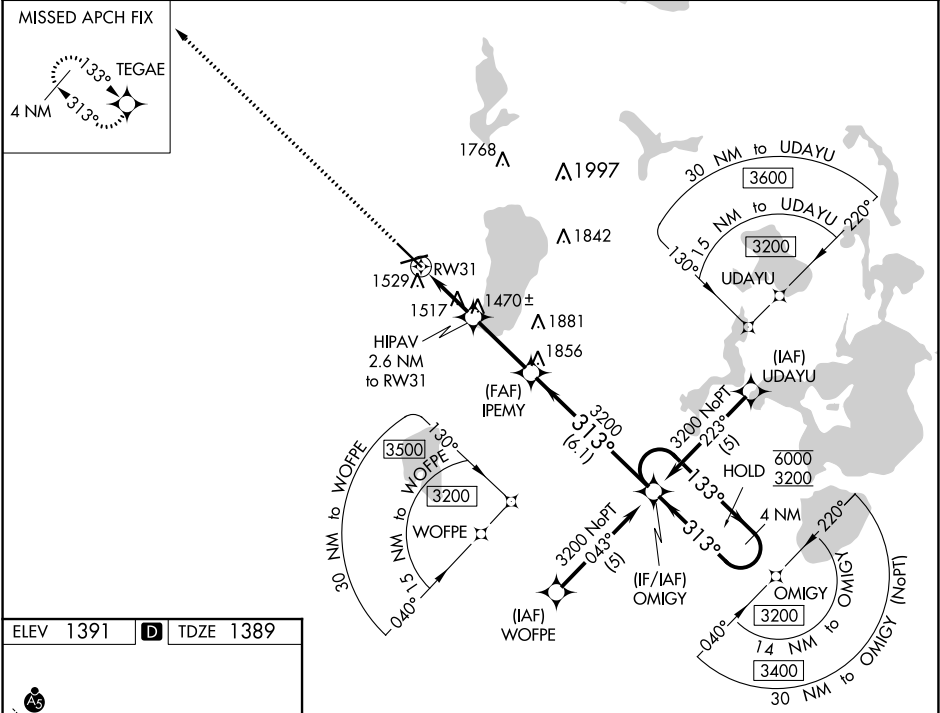 MISSED APCH FIX
TEGAE
133°
313°
4 NM
1768
1997
1842
30 NM to UDAYU
3600
15 NM to UDAYU
3200
220°
130°
UDAYU
RW31
1529
1517
1470±
HIPAV
2.6 NM
to RW31
1881
1856
(FAF)
IPEMY
(IAF)
UDAYU
3200 NoPT
223°
(5)
3200
313°
(6.1)
HOLD
6000
3200
133°
313°
4 NM
30 NM to WOFPE
3500
15 NM to WOFPE
3200
130°
WOFPE
040°
3200 NoPT
043°
(5)
(IAF)
WOFPE
(IF/IAF)
OMIGY
220°
OMIGY
040°
3200
14 NM to OMIGY
3400
30 NM to OMIGY (NoPT)
ELEV 1391 D TDZE 1389
A5